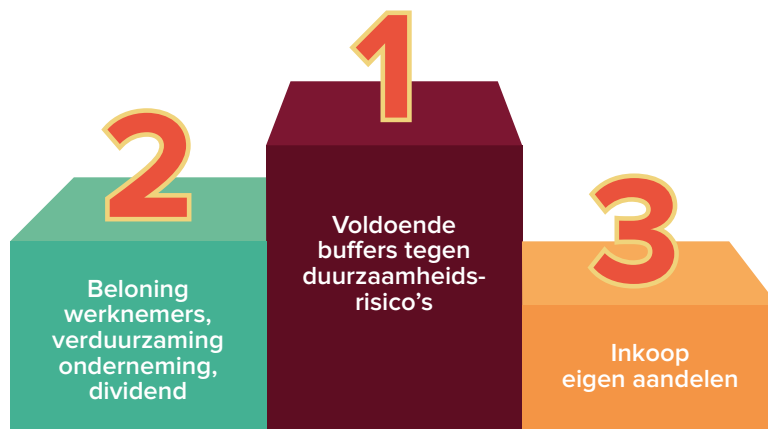 1
Voldoende
buffers tegen
duurzaamheids-
risico's
2
Beloning
werknemers,
verduurzaming
onderneming,
dividend
3
Inkoop
eigen aandelen